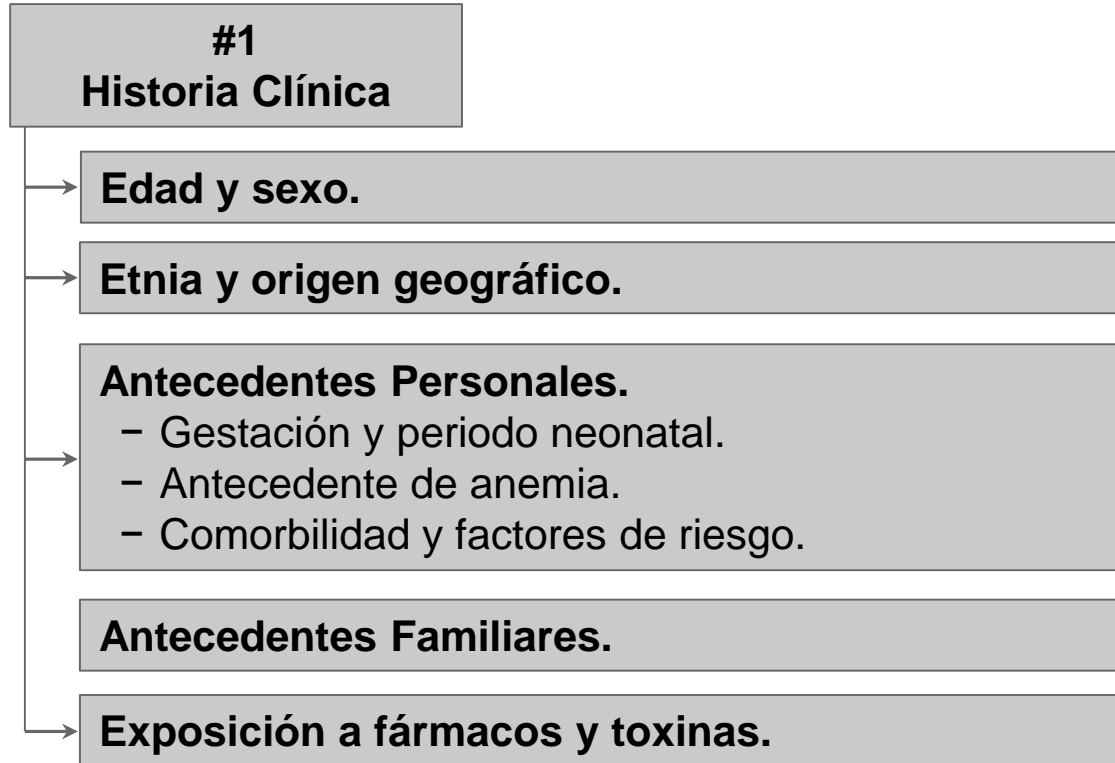 #1
Historia Clínica
Edad y sexo.
Etnia y origen geográfico.
Antecedentes Personales.
− Gestación y periodo neonatal.
− Antecedente de anemia.
− Comorbilidad y factores de riesgo.
Antecedentes Familiares.
Exposición a fármacos y toxinas.